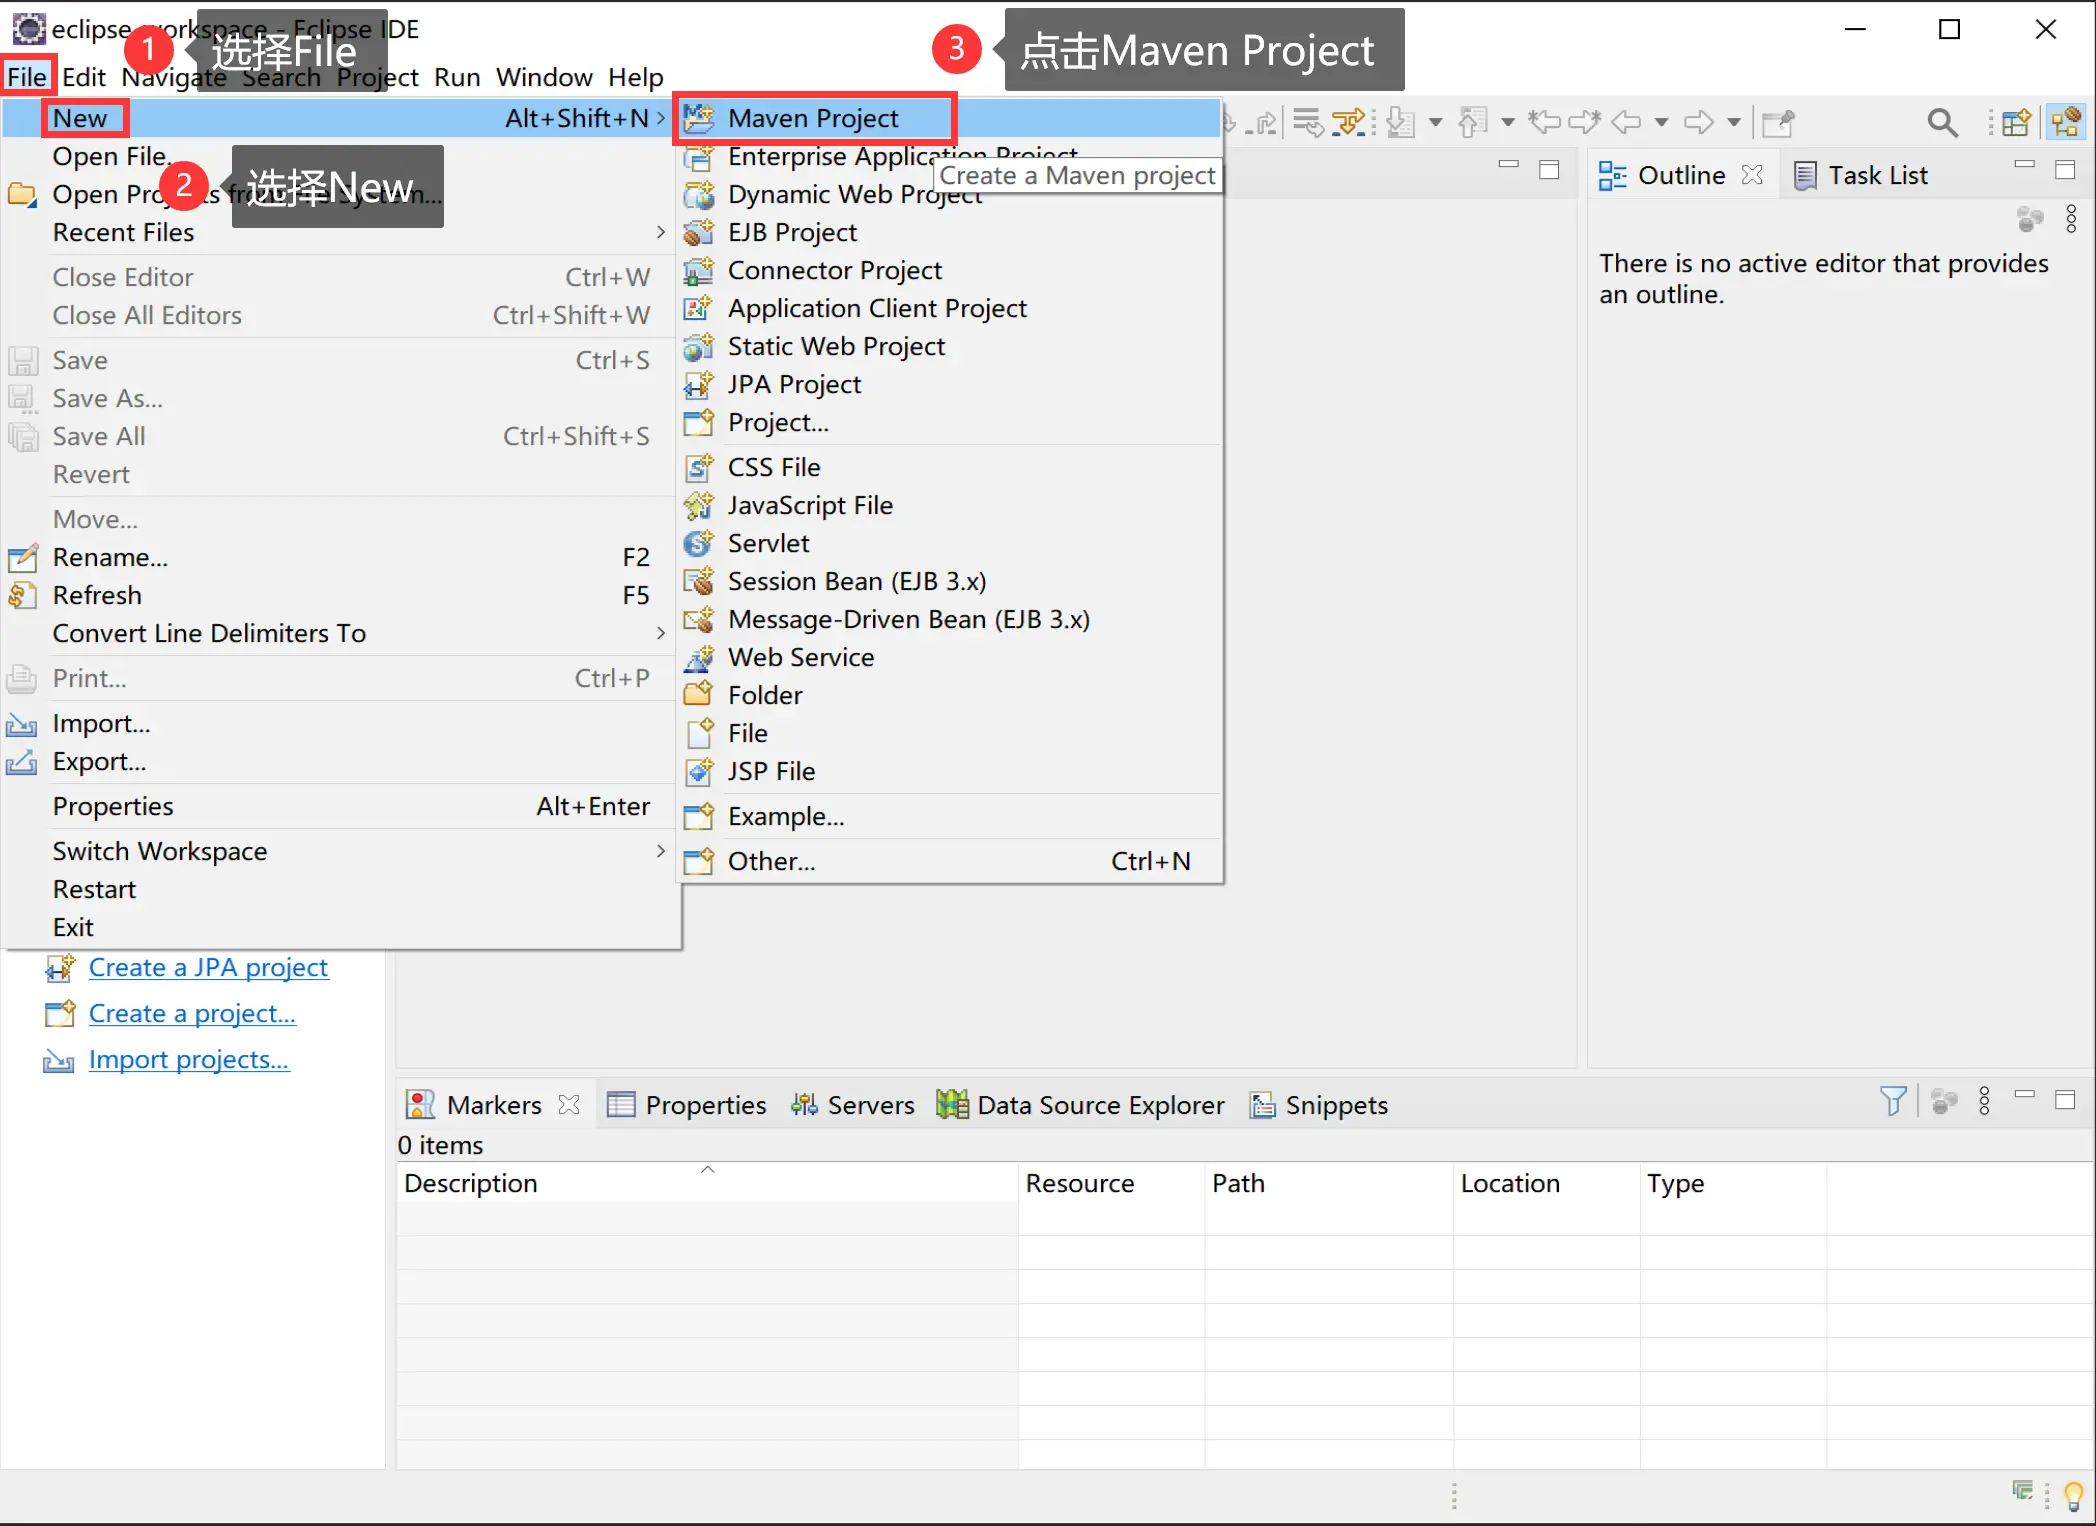 eclipse-workspace - Eclipse IDE
1 选择File
3 点击Maven Project
File Edit Navigate Search Project Run Window Help
New Alt+Shift+N
Open File...
2 选择New
Open Projects from File System...
Recent Files
Close Editor Ctrl+W
Close All Editors Ctrl+Shift+W
Save Ctrl+S
Save As...
Save All Ctrl+Shift+S
Revert
Move...
Rename... F2
Refresh F5
Convert Line Delimiters To
Print... Ctrl+P
Import...
Export...
Properties Alt+Enter
Switch Workspace
Restart
Exit
Maven Project
Enterprise Application Project
Create a Maven project
Dynamic Web Project
EJB Project
Connector Project
Application Client Project
Static Web Project
JPA Project
Project...
CSS File
JavaScript File
Servlet
Session Bean (EJB 3.x)
Message-Driven Bean (EJB 3.x)
Web Service
Folder
File
JSP File
Example...
Other... Ctrl+N
Outline Task List
There is no active editor that provides
an outline.
Create a JPA project
Create a project...
Import projects...
Markers Properties Servers Data Source Explorer Snippets
0 items
Description Resource Path Location Type